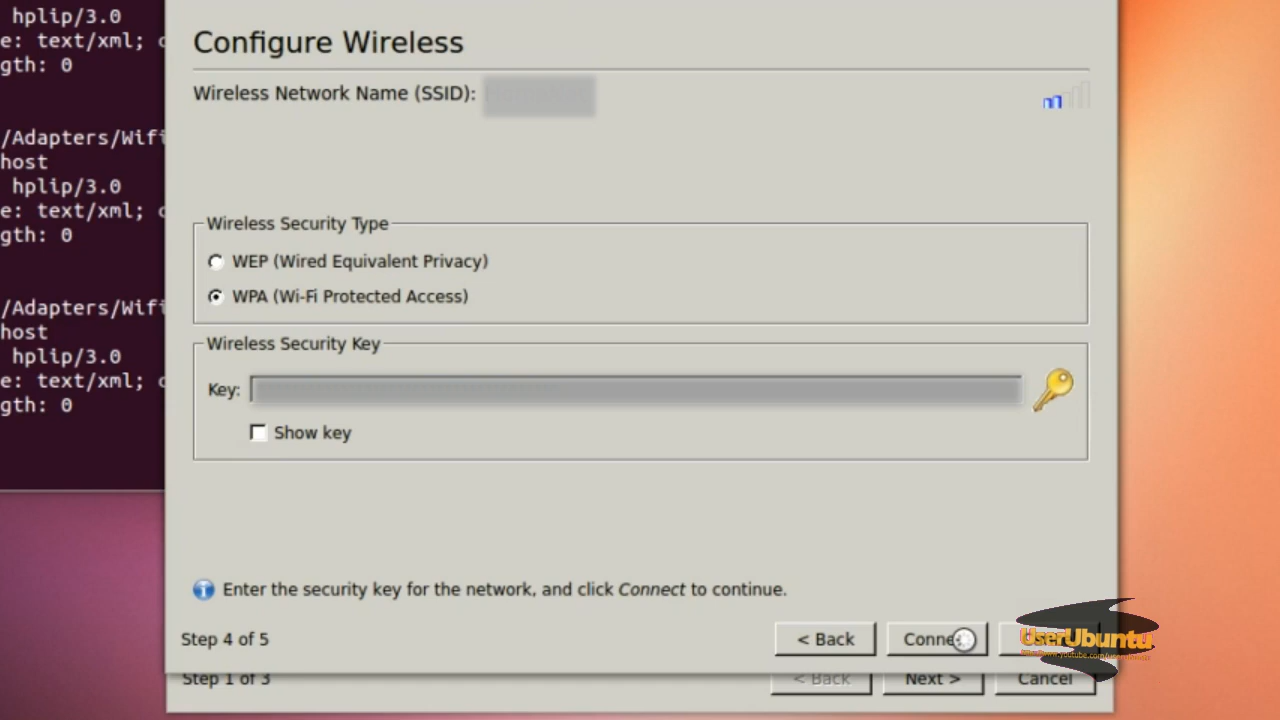 hplip/3.0
e: text/xml; c
gth: 0
/Adapters/Wifi
host
hplip/3.0
e: text/xml; c
gth: 0
/Adapters/Wifi
host
hplip/3.0
e: text/xml; c
gth: 0
Configure Wireless
Wireless Network Name (SSID):
Wireless Security Type
WEP (Wired Equivalent Privacy)
WPA (Wi-Fi Protected Access)
Wireless Security Key
Key:
Show key
Enter the security key for the network, and click Connect to continue.
Step 4 of 5
< Back
Conne
UserUbuntu
Step 1 of 3
< Back
Next >
Cancel